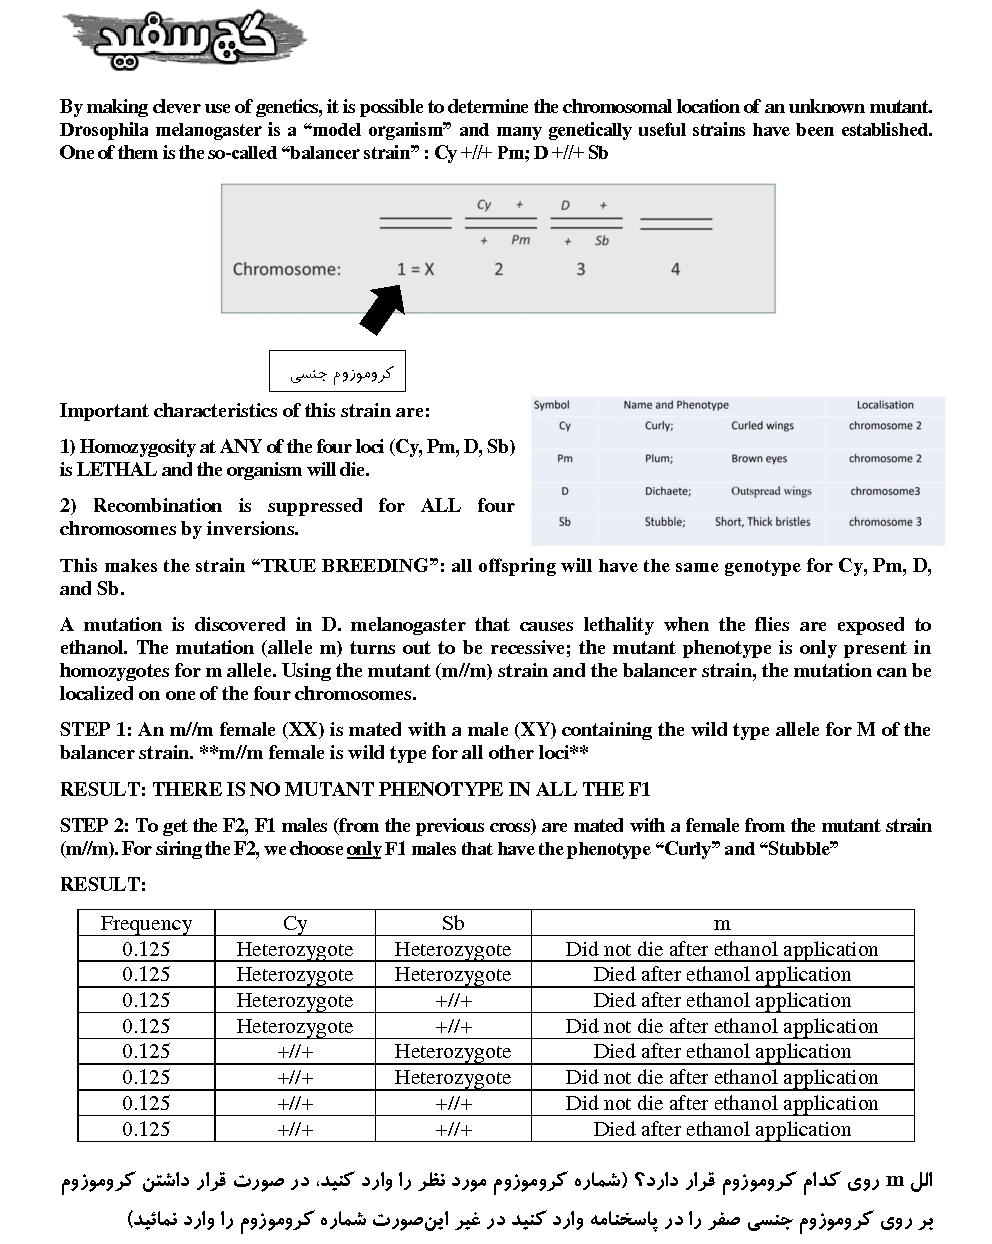 گچ سفید
By making clever use of genetics, it is possible to determine the chromosomal location of an unknown mutant.
Drosophila melanogaster is a “model organism” and many genetically useful strains have been established.
One of them is the so-called “balancer strain” : Cy +//+ Pm; D +//+ Sb
Cy + D +
+ Pm + Sb
Chromosome: 1 = X 2 3 4
کروموزوم جنسی
Important characteristics of this strain are:
1) Homozygosity at ANY of the four loci (Cy, Pm, D, Sb)
is LETHAL and the organism will die.
2) Recombination is suppressed for ALL four
chromosomes by inversions.
Symbol Name and Phenotype Localisation
Cy Curly; Curled wings chromosome 2
Pm Plum; Brown eyes chromosome 2
D Dichaete; Outspread wings chromosome3
Sb Stubble; Short, Thick bristles chromosome 3
This makes the strain “TRUE BREEDING”: all offspring will have the same genotype for Cy, Pm, D,
and Sb.
A mutation is discovered in D. melanogaster that causes lethality when the flies are exposed to
ethanol. The mutation (allele m) turns out to be recessive; the mutant phenotype is only present in
homozygotes for m allele. Using the mutant (m//m) strain and the balancer strain, the mutation can be
localized on one of the four chromosomes.
STEP 1: An m//m female (XX) is mated with a male (XY) containing the wild type allele for M of the
balancer strain. **m//m female is wild type for all other loci**
RESULT: THERE IS NO MUTANT PHENOTYPE IN ALL THE F1
STEP 2: To get the F2, F1 males (from the previous cross) are mated with a female from the mutant strain
(m//m). For siring the F2, we choose only F1 males that have the phenotype “Curly” and “Stubble”
RESULT:
Frequency Cy Sb m
0.125 Heterozygote Heterozygote Did not die after ethanol application
0.125 Heterozygote Heterozygote Died after ethanol application
0.125 Heterozygote +//+ Died after ethanol application
0.125 Heterozygote +//+ Did not die after ethanol application
0.125 +//+ Heterozygote Died after ethanol application
0.125 +//+ Heterozygote Did not die after ethanol application
0.125 +//+ +//+ Did not die after ethanol application
0.125 +//+ +//+ Died after ethanol application
الل m روی کدام کروموزوم قرار دارد؟ (شماره کروموزوم مورد نظر را وارد کنید، در صورت قرار داشتن کروموزوم
بر روی کروموزوم جنسی صفر را در پاسخنامه وارد کنید در غیر این‌صورت شماره کروموزوم را وارد نمائید)